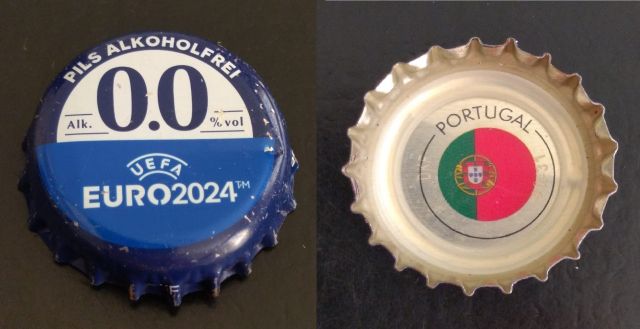 PILS ALKOHOLFREI
0.0
Alk. % vol
UEFA
EURO2024™
PORTUGAL